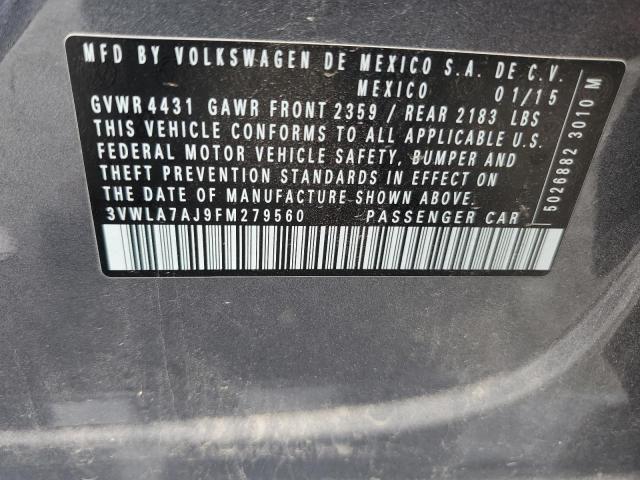 MFD BY VOLKSWAGEN DE MEXICO S.A. DE C.V.
MEXICO 01/15
GVWR 4431 GAWR FRONT 2359 / REAR 2183 LBS
THIS VEHICLE CONFORMS TO ALL APPLICABLE U.S.
FEDERAL MOTOR VEHICLE SAFETY, BUMPER AND
THEFT PREVENTION STANDARDS IN EFFECT ON
THE DATE OF MANUFACTURE SHOWN ABOVE.
3VWLA7AJ9FM279560 PASSENGER CAR
5026882 3010 M